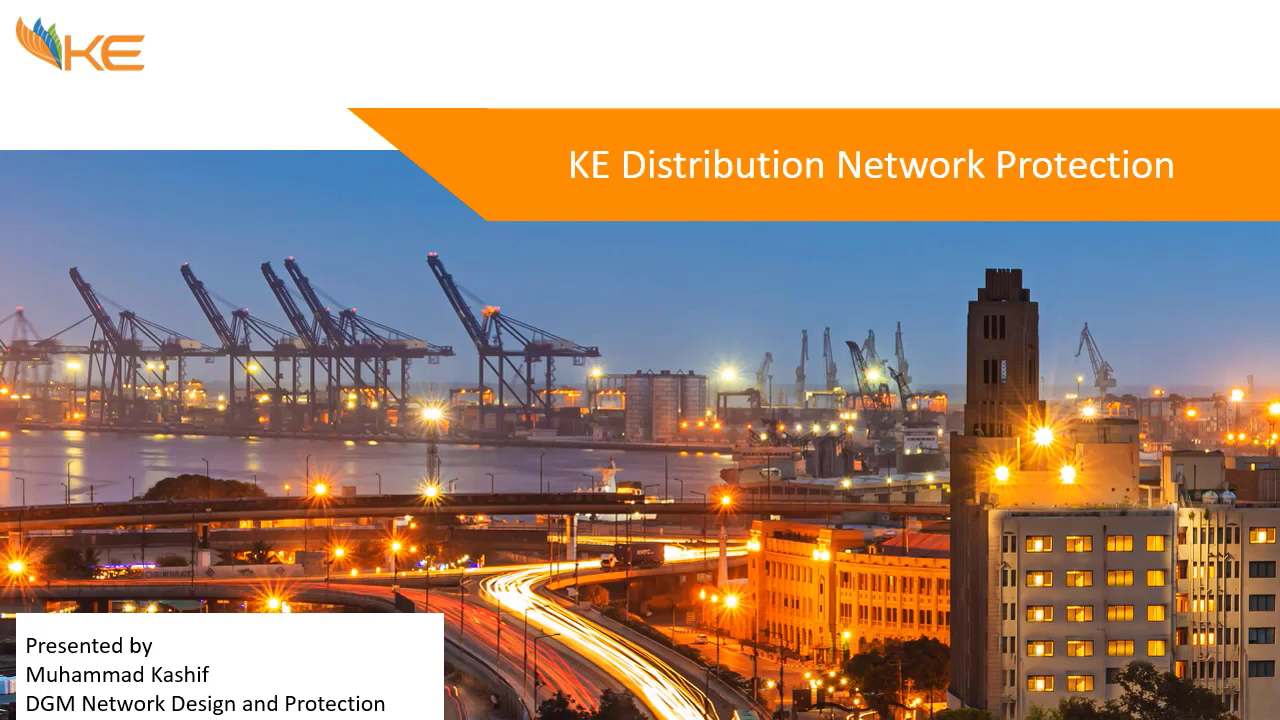 KE
KE Distribution Network Protection
Presented by
Muhammad Kashif
DGM Network Design and Protection